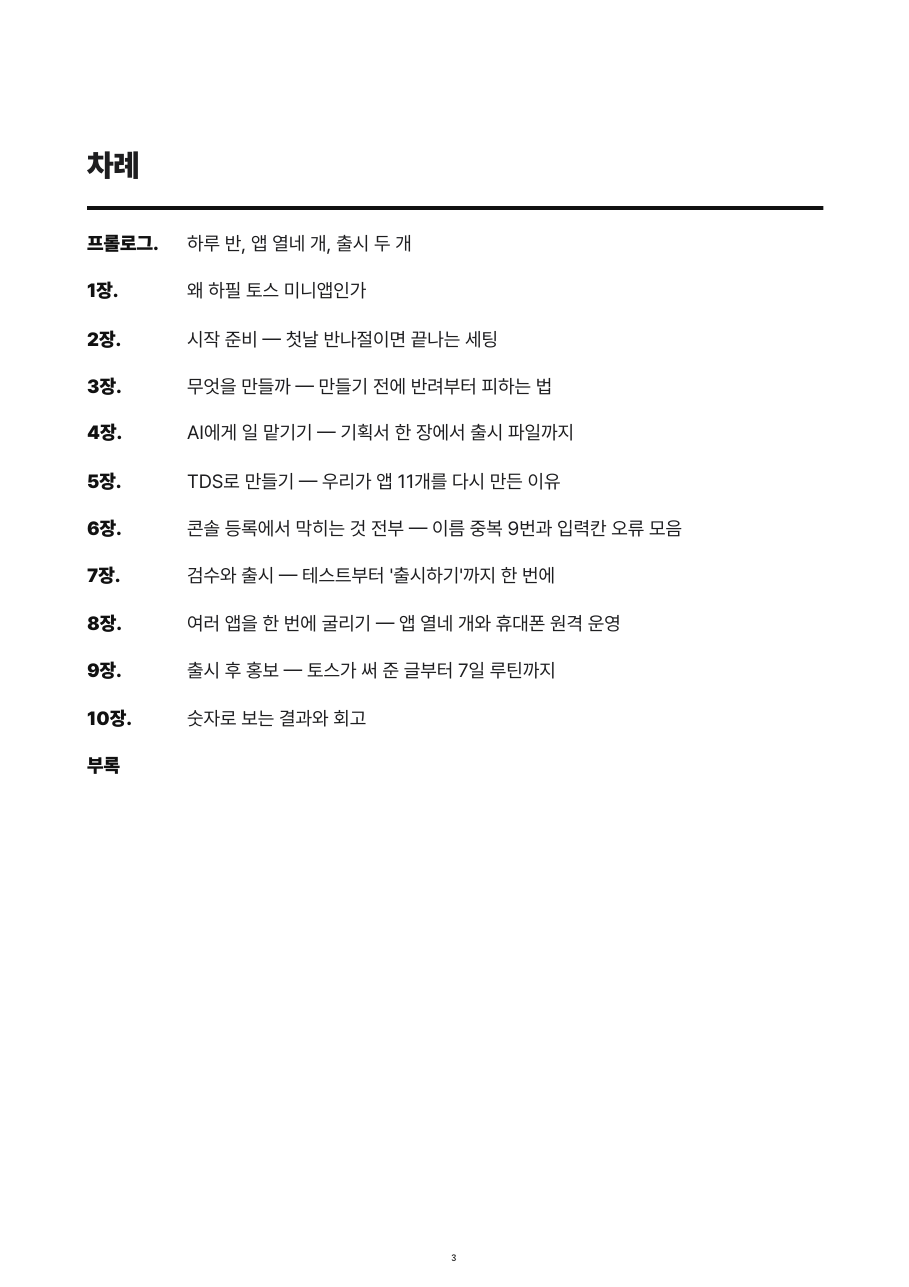 차례
프롤로그. 하루 반, 앱 열네 개, 출시 두 개
1장. 왜 하필 토스 미니앱인가
2장. 시작 준비 — 첫날 반나절이면 끝나는 세팅
3장. 무엇을 만들까 — 만들기 전에 반려부터 피하는 법
4장. AI에게 일 맡기기 — 기획서 한 장에서 출시 파일까지
5장. TDS로 만들기 — 우리가 앱 11개를 다시 만든 이유
6장. 콘솔 등록에서 막히는 것 전부 — 이름 중복 9번과 입력칸 오류 모음
7장. 검수와 출시 — 테스트부터 '출시하기'까지 한 번에
8장. 여러 앱을 한 번에 굴리기 — 앱 열네 개와 휴대폰 원격 운영
9장. 출시 후 홍보 — 토스가 써 준 글부터 7일 루틴까지
10장. 숫자로 보는 결과와 회고
부록
3